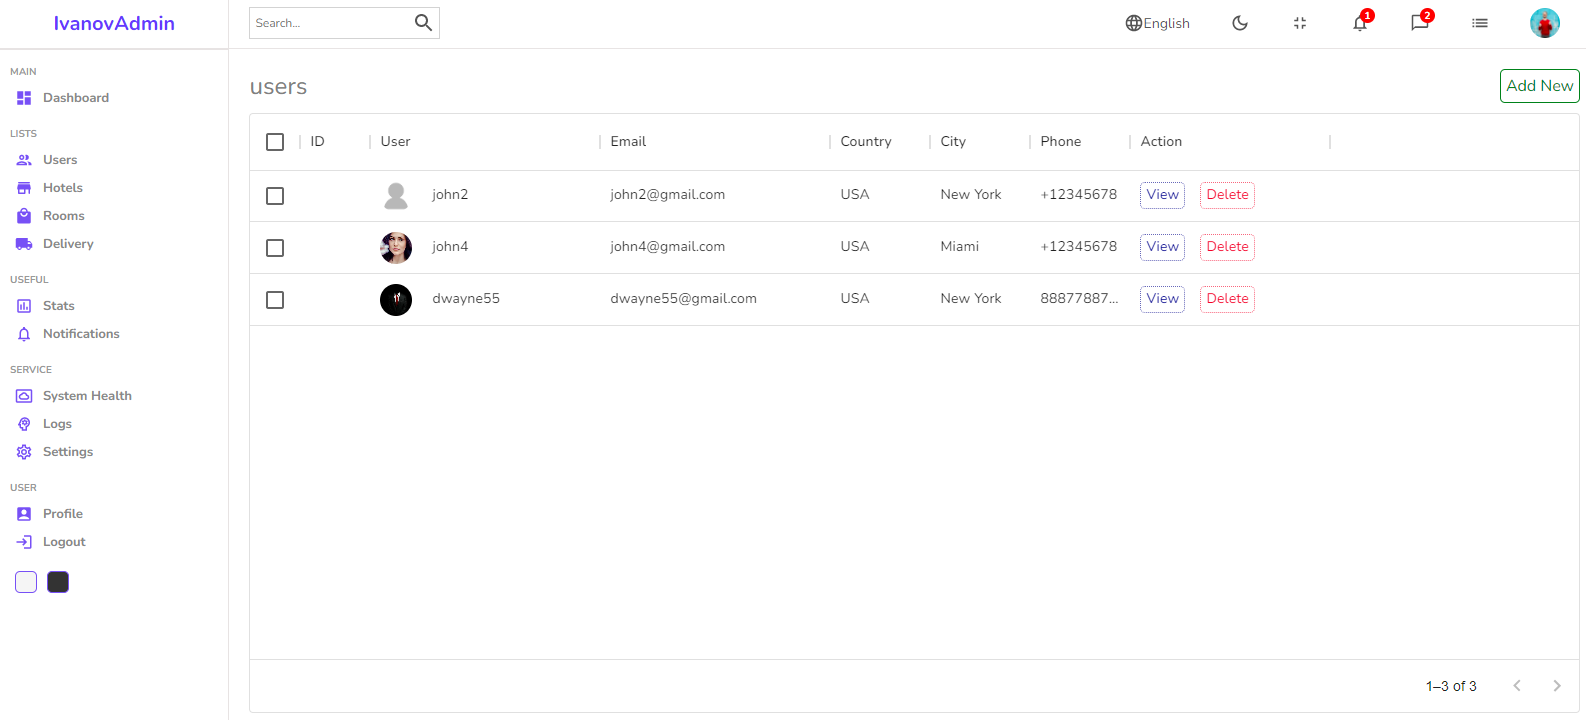 IvanovAdmin
Search...
English
1
2
MAIN
Dashboard
LISTS
Users
Hotels
Rooms
Delivery
USEFUL
Stats
Notifications
SERVICE
System Health
Logs
Settings
USER
Profile
Logout
users
Add New
ID User Email Country City Phone Action
john2 john2@gmail.com USA New York +12345678 View Delete
john4 john4@gmail.com USA Miami +12345678 View Delete
dwayne55 dwayne55@gmail.com USA New York 88877887... View Delete
1–3 of 3